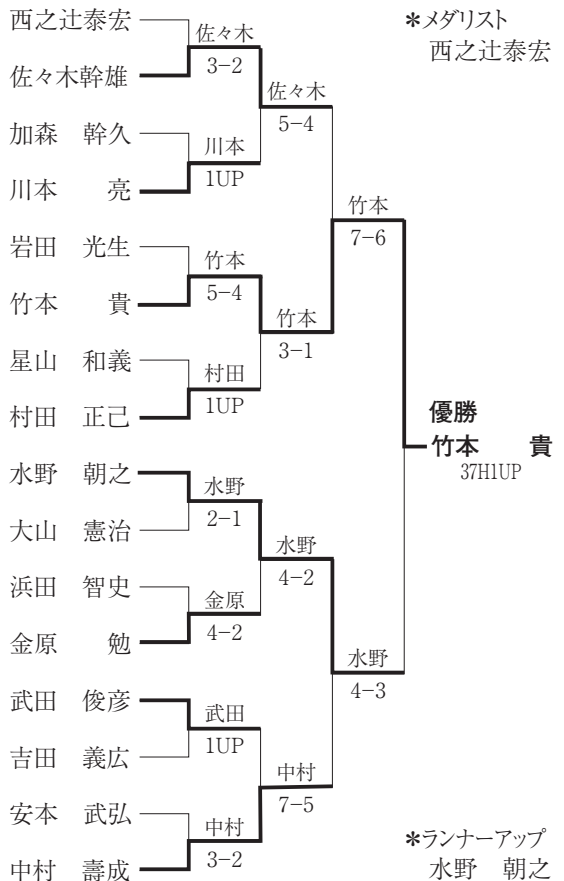 西之辻泰宏
佐々木幹雄
加森　幹久
川本　　亮
岩田　光生
竹本　　貴
星山　和義
村田　正己
水野　朝之
大山　憲治
浜田　智史
金原　　勉
武田　俊彦
吉田　義広
安本　武弘
中村　壽成
佐々木
3−2
川本
1UP
竹本
5−4
村田
1UP
水野
2−1
金原
4−2
武田
1UP
中村
3−2
佐々木
5−4
竹本
3−1
水野
4−2
中村
7−5
竹本
7−6
水野
4−3
優勝
竹本　　貴
37H1UP
＊メダリスト
西之辻泰宏
＊ランナーアップ
水野　朝之